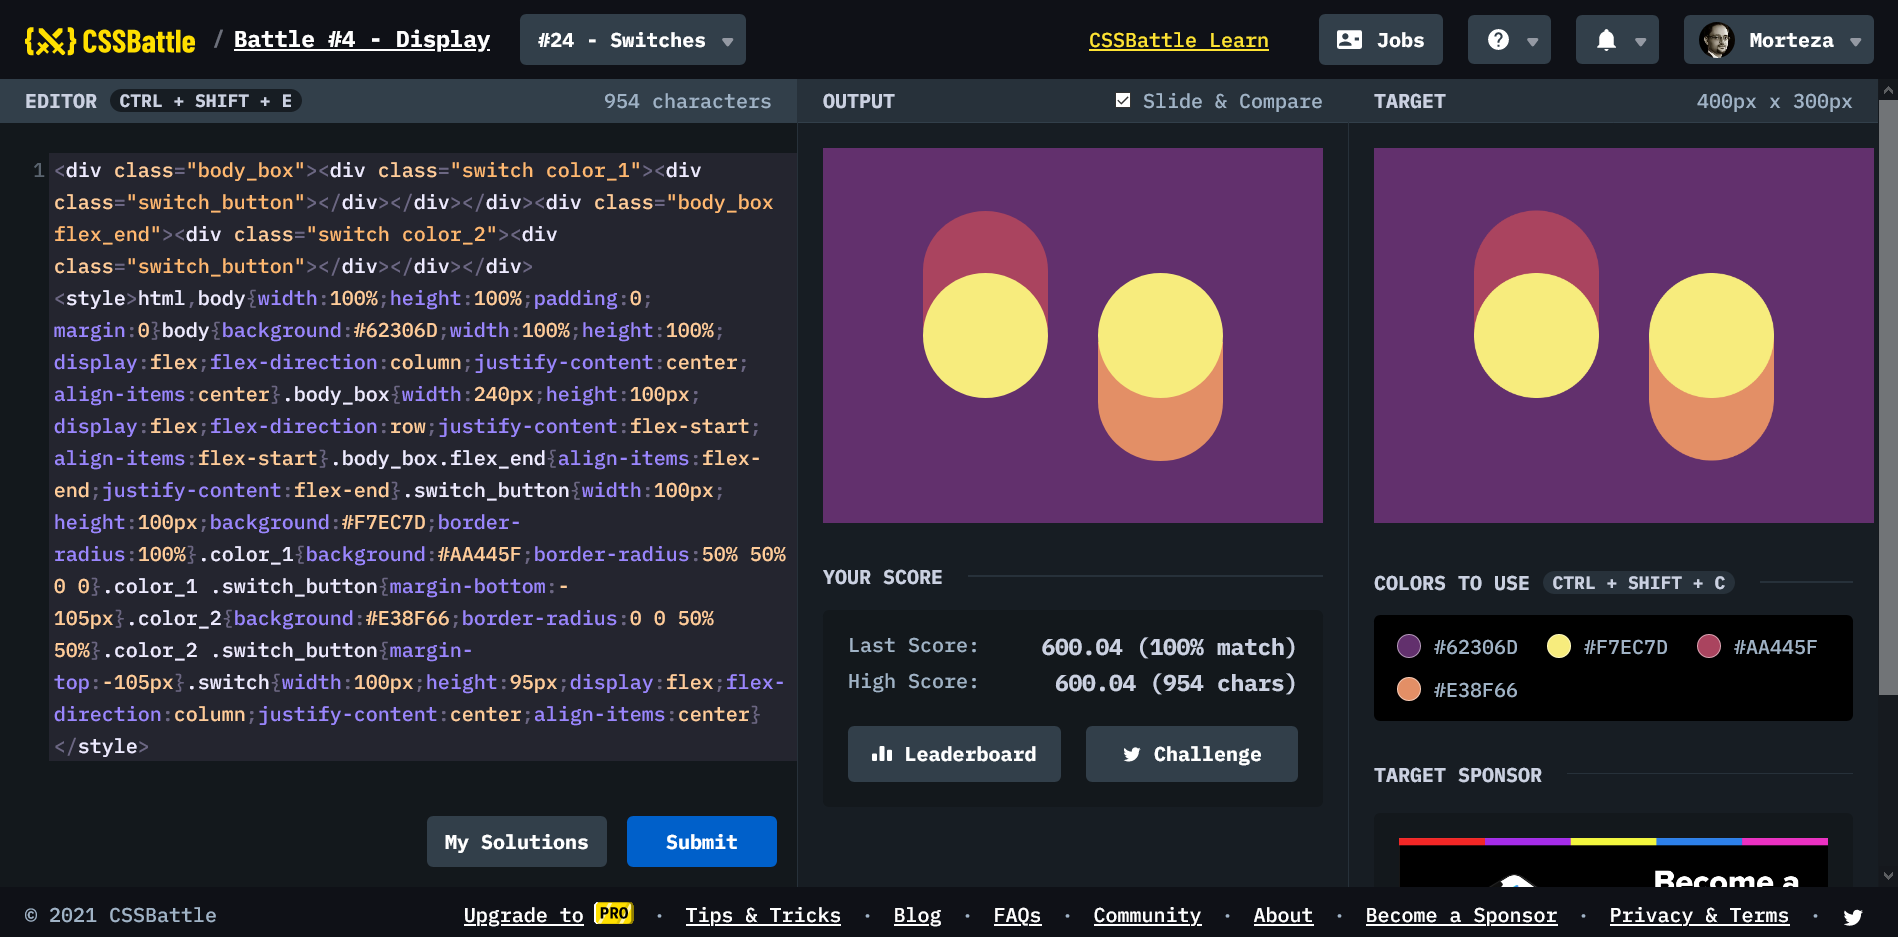 CSSBattle / Battle #4 - Display #24 - Switches CSSBattle Learn Jobs Morteza
EDITOR CTRL + SHIFT + E 954 characters
1 <div class="body_box"><div class="switch color_1"><div
class="switch_button"></div></div></div><div class="body_box
flex_end"><div class="switch color_2"><div
class="switch_button"></div></div></div>
<style>html,body{width:100%;height:100%;padding:0;
margin:0}body{background:#62306D;width:100%;height:100%;
display:flex;flex-direction:column;justify-content:center;
align-items:center}.body_box{width:240px;height:100px;
display:flex;flex-direction:row;justify-content:flex-start;
align-items:flex-start}.body_box.flex_end{align-items:flex-
end;justify-content:flex-end}.switch_button{width:100px;
height:100px;background:#F7EC7D;border-
radius:100%}.color_1{background:#AA445F;border-radius:50% 50%
0 0}.color_1 .switch_button{margin-bottom:-
105px}.color_2{background:#E38F66;border-radius:0 0 50%
50%}.color_2 .switch_button{margin-
top:-105px}.switch{width:100px;height:95px;display:flex;flex-
direction:column;justify-content:center;align-items:center}
</style>
My Solutions Submit
OUTPUT Slide & Compare
YOUR SCORE
Last Score: 600.04 (100% match)
High Score: 600.04 (954 chars)
Leaderboard Challenge
TARGET 400px x 300px
COLORS TO USE CTRL + SHIFT + C
#62306D #F7EC7D #AA445F
#E38F66
TARGET SPONSOR
Become a
© 2021 CSSBattle Upgrade to PRO · Tips & Tricks · Blog · FAQs · Community · About · Become a Sponsor · Privacy & Terms ·